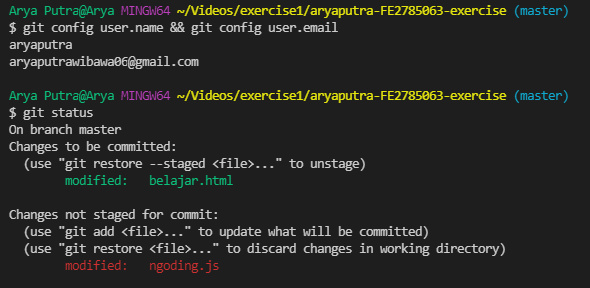 Arya Putra@Arya MINGW64 ~/Videos/exercise1/aryaputra-FE2785063-exercise (master)
$ git config user.name && git config user.email
aryaputra
aryaputrawibawa06@gmail.com

Arya Putra@Arya MINGW64 ~/Videos/exercise1/aryaputra-FE2785063-exercise (master)
$ git status
On branch master
Changes to be committed:
  (use "git restore --staged <file>..." to unstage)
        modified:   belajar.html

Changes not staged for commit:
  (use "git add <file>..." to update what will be committed)
  (use "git restore <file>..." to discard changes in working directory)
        modified:   ngoding.js